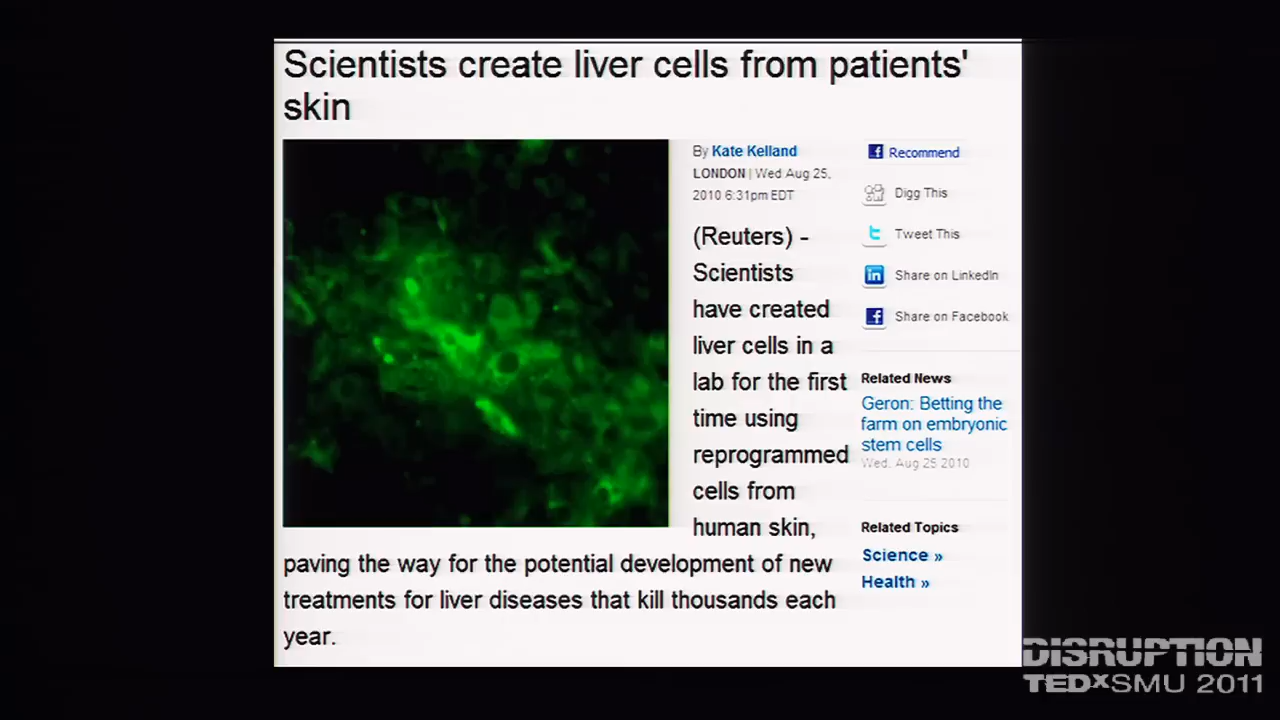 Scientists create liver cells from patients'
skin
By Kate Kelland
LONDON | Wed Aug 25,
2010 6:31pm EDT
(Reuters) -
Scientists
have created
liver cells in a
lab for the first
time using
reprogrammed
cells from
human skin,
paving the way for the potential development of new
treatments for liver diseases that kill thousands each
year.
Recommend
Digg This
Tweet This
Share on LinkedIn
Share on Facebook
Related News
Geron: Betting the
farm on embryonic
stem cells
Wed, Aug 25 2010
Related Topics
Science »
Health »
DISRUPTION
TEDxSMU 2011